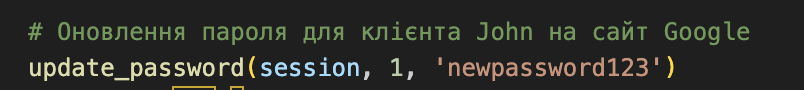 # Оновлення пароля для клієнта John на сайт Google
update_password(session, 1, 'newpassword123')